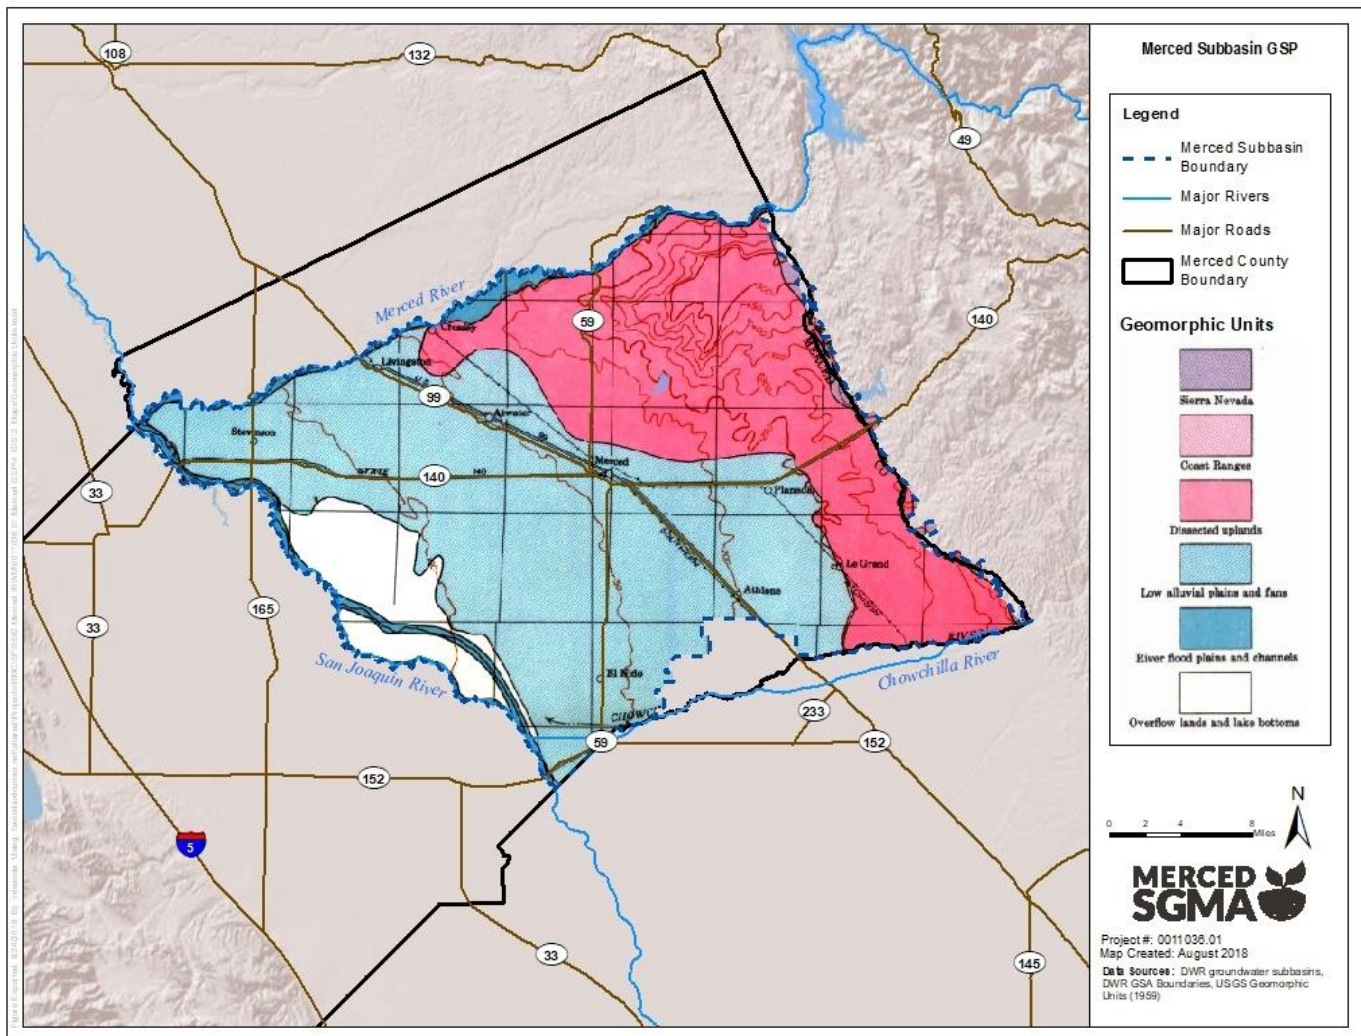 Merced Subbasin GSP
Legend
Merced Subbasin
Boundary
Major Rivers
Major Roads
Merced County
Boundary
Geomorphic Units
Sierra Nevada
Coast Ranges
Dissected uplands
Low alluvial plains and fans
River flood plains and channels
Overflow lands and lake bottoms
N
0 2 4 8
Miles
MERCED
SGMA
Project #: 0011036.01
Map Created: August 2018
Data Sources: DWR groundwater subbasins,
DWR GSA Boundaries, USGS Geomorphic
Units (1959)
108
132
49
Merced River
59
140
Cressey
Livingston
99
Atwater
Stevinson
Merced
140
140
Planada
33
Le Grand
165
Athlone
33
San Joaquin River
El Nido
RIVER
Chowchilla River
233
59
152
152
5
33
145